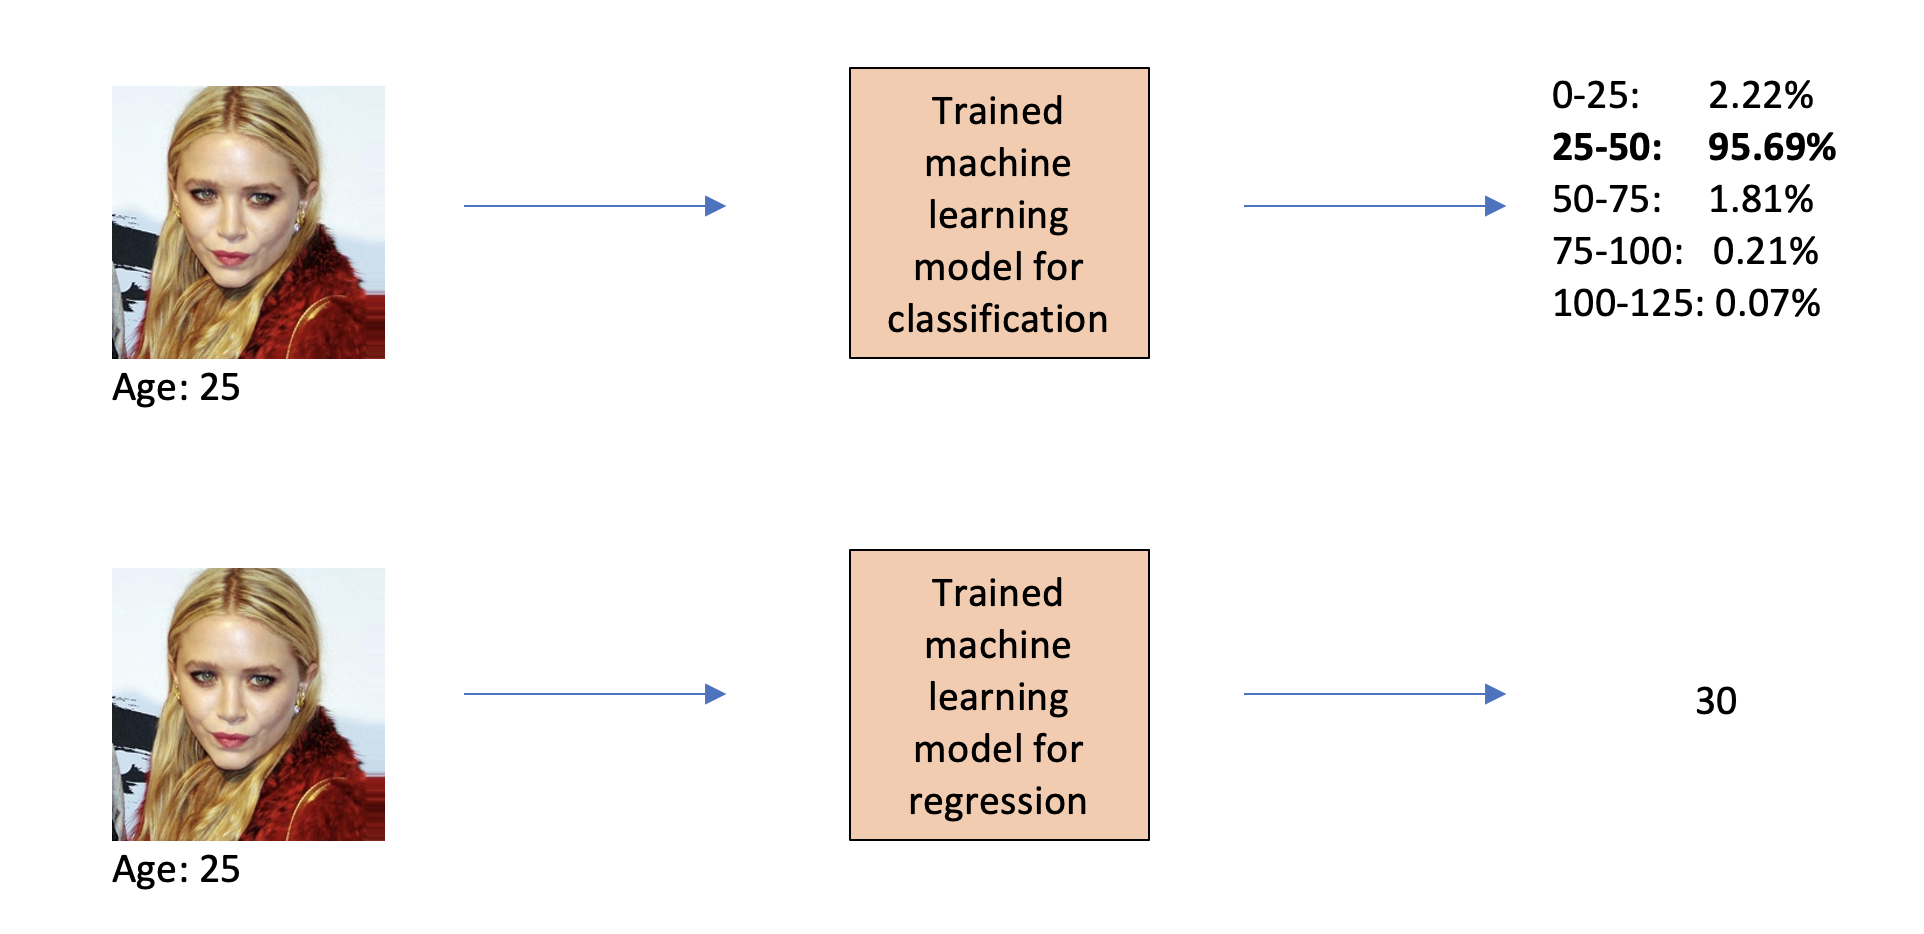 Age: 25
Trained
machine
learning
model for
classification
0-25: 2.22%
25-50: 95.69%
50-75: 1.81%
75-100: 0.21%
100-125: 0.07%
Age: 25
Trained
machine
learning
model for
regression
30